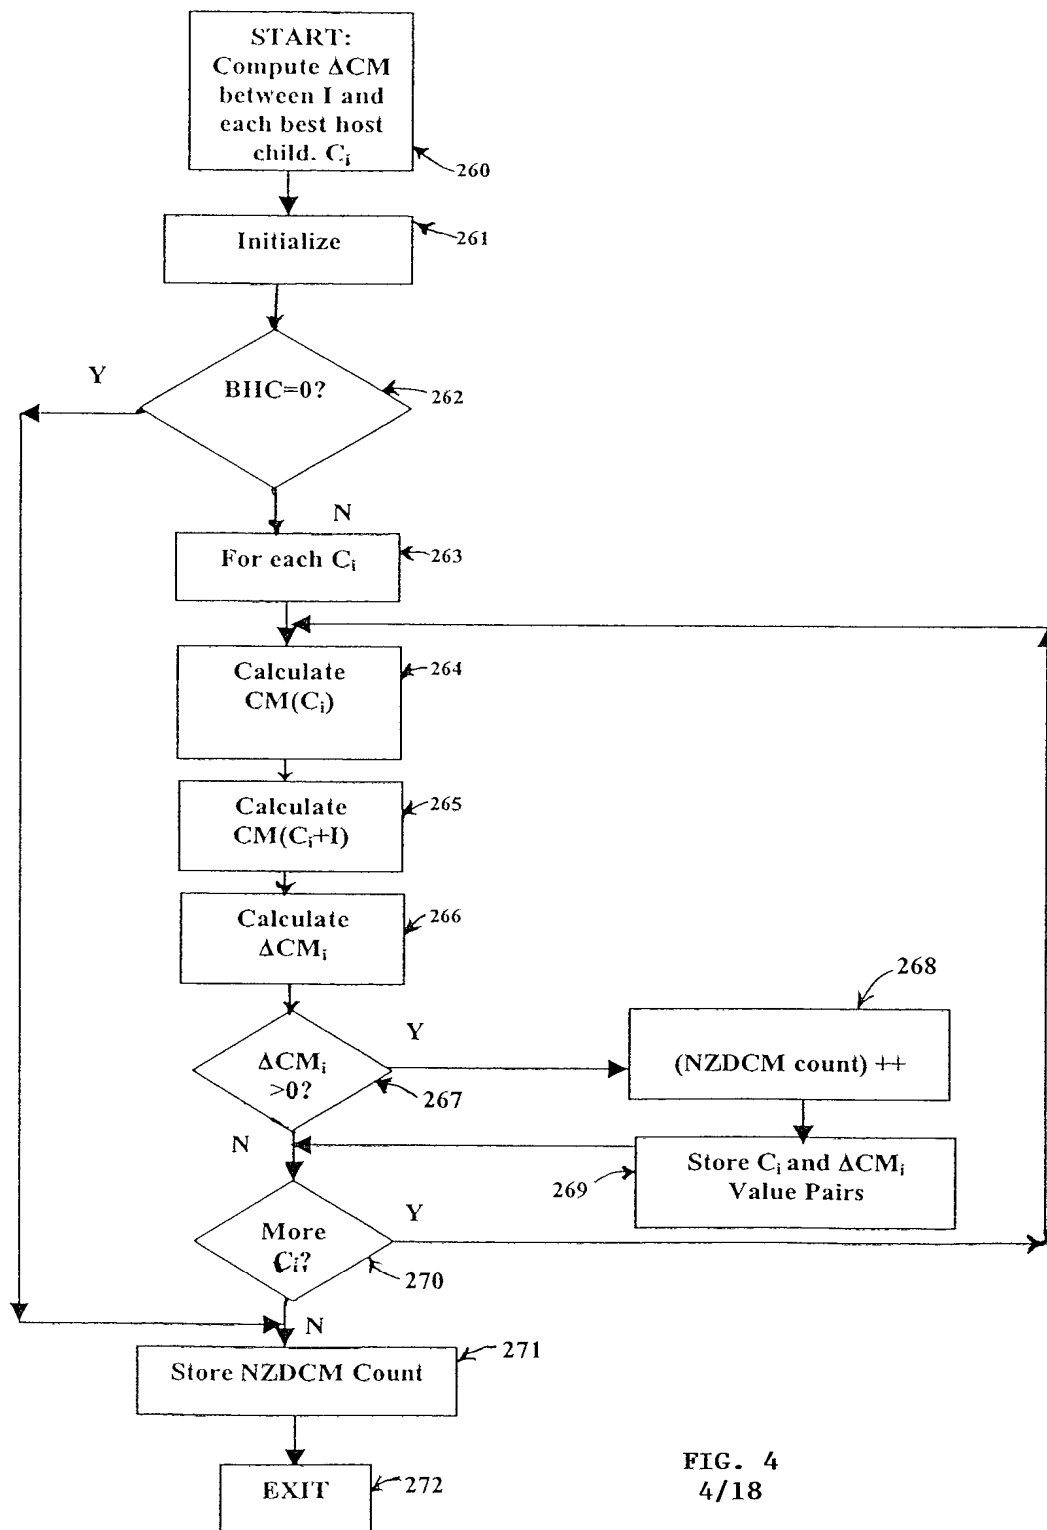 START:
Compute ΔCM
between I and
each best host
child. Cᵢ
260
Initialize
261
Y
BHC=0?
262
N
For each Cᵢ
263
Calculate
CM(Cᵢ)
264
Calculate
CM(Cᵢ+I)
265
Calculate
ΔCMᵢ
266
268
ΔCMᵢ
>0?
Y
267
(NZDCM count) ++
N
Store Cᵢ and ΔCMᵢ
Value Pairs
269
More
Cᵢ?
Y
270
N
Store NZDCM Count
271
EXIT
272
FIG. 4
4/18